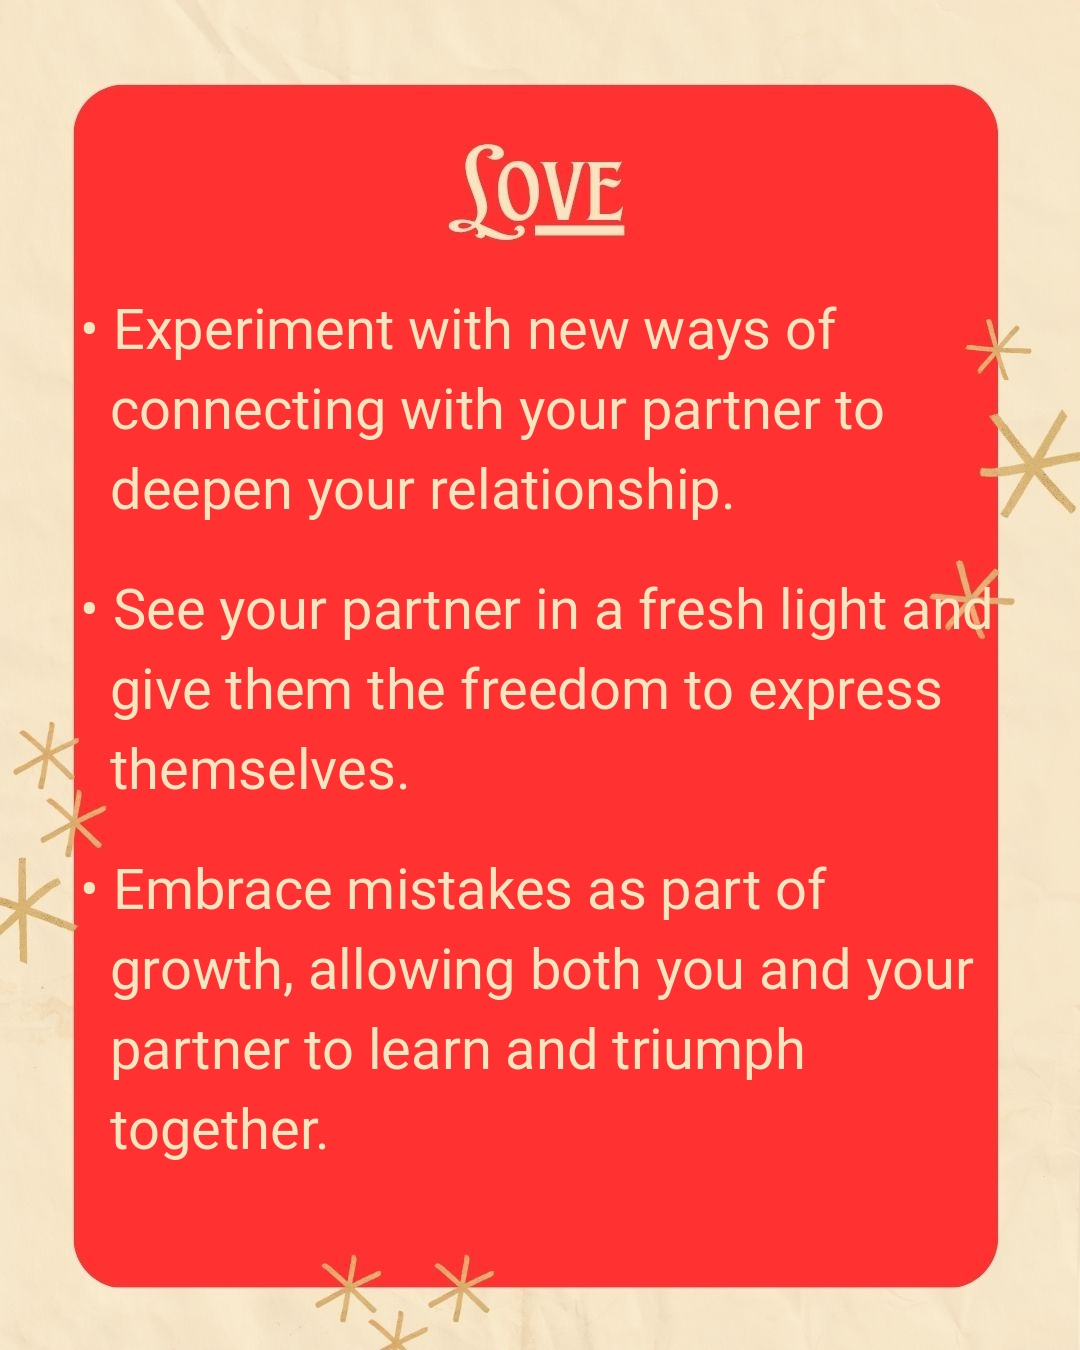 Love
• Experiment with new ways of
connecting with your partner to
deepen your relationship.
• See your partner in a fresh light and
give them the freedom to express
themselves.
• Embrace mistakes as part of
growth, allowing both you and your
partner to learn and triumph
together.